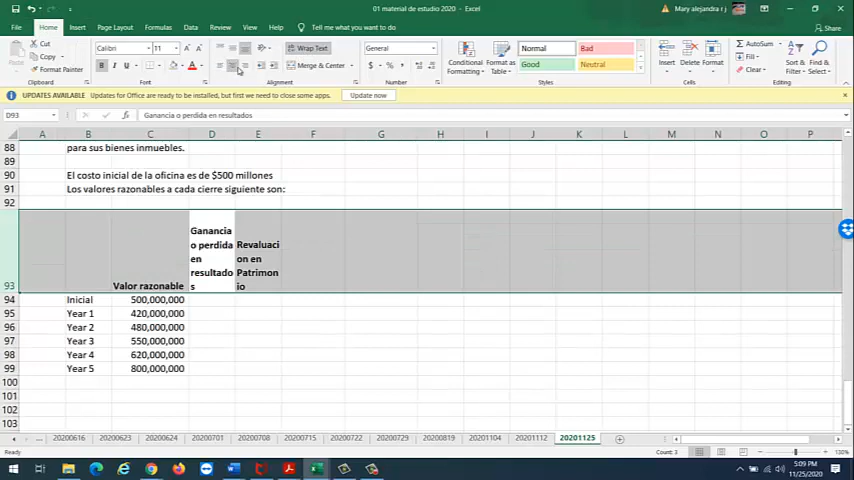 01 material de estudio 2020 - Excel
Mary alejandra r j
File Home Insert Page Layout Formulas Data Review View Help Tell me what you want to do Share
Cut
Copy
Format Painter
Paste
Calibri 11
B I U
Wrap Text
Merge & Center
General
$ % ,
Conditional Formatting
Format as Table
Normal Bad
Good Neutral
Insert Delete Format
AutoSum
Fill
Clear
Sort & Filter
Find & Select
Clipboard Font Alignment Number Styles Cells Editing
UPDATES AVAILABLE Updates for Office are ready to be installed, but first we need to close some apps. Update now
D93 fx Ganancia o perdida en resultados
A B C D E F G H I J K L M N O P
88 para sus bienes inmuebles.
89
90 El costo inicial de la oficina es de $500 millones
91 Los valores razonables a cada cierre siguiente son:
92
93 Valor razonable
Ganancia
o perdida
en
resultado
s
Revaluaci
on en
Patrimon
io
94 Inicial 500,000,000
95 Year 1 420,000,000
96 Year 2 480,000,000
97 Year 3 550,000,000
98 Year 4 620,000,000
99 Year 5 800,000,000
100
101
102
103
... 20200616 20200623 20200624 20200701 20200708 20200715 20200722 20200729 20200819 20201104 20201112 20201125
Ready Count: 3 130%
5:09 PM
11/25/2020